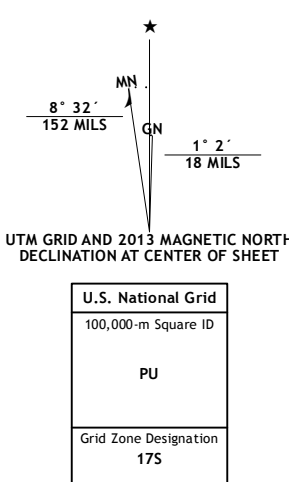 ★
MN
8° 32´
152 MILS
GN
1° 2´
18 MILS
UTM GRID AND 2013 MAGNETIC NORTH
DECLINATION AT CENTER OF SHEET
U.S. National Grid
100,000-m Square ID
PU
Grid Zone Designation
17S